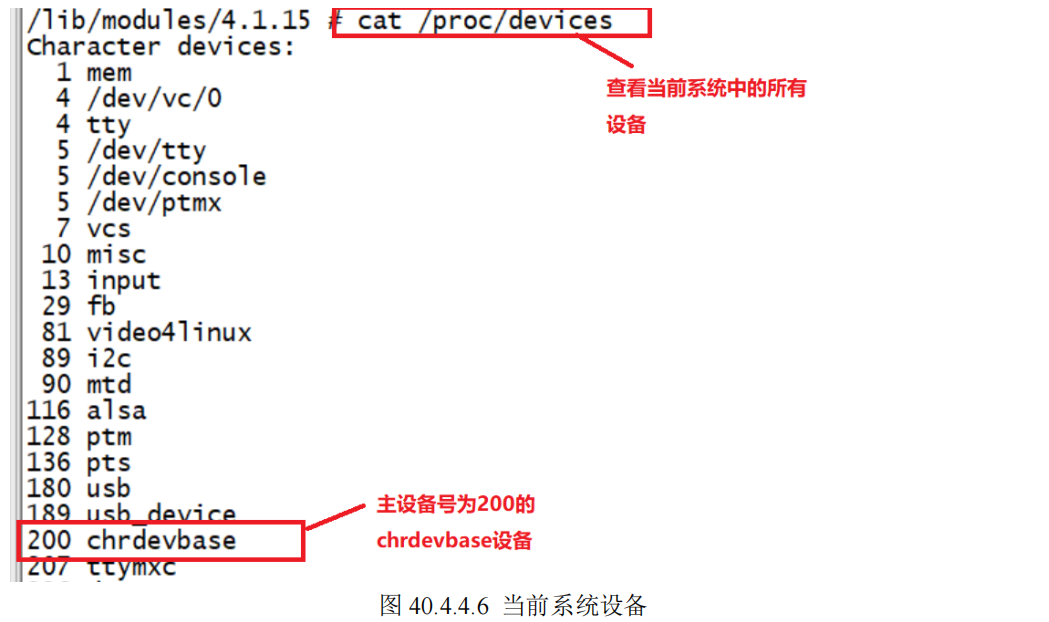 /lib/modules/4.1.15 # cat /proc/devices
Character devices:
1 mem
4 /dev/vc/0
4 tty
5 /dev/tty
5 /dev/console
5 /dev/ptmx
7 vcs
10 misc
13 input
29 fb
81 video4linux
89 i2c
90 mtd
116 alsa
128 ptm
136 pts
180 usb
189 usb_device
200 chrdevbase
207 ttymxc
查看当前系统中的所有
设备
主设备号为200的
chrdevbase设备
图 40.4.4.6 当前系统设备